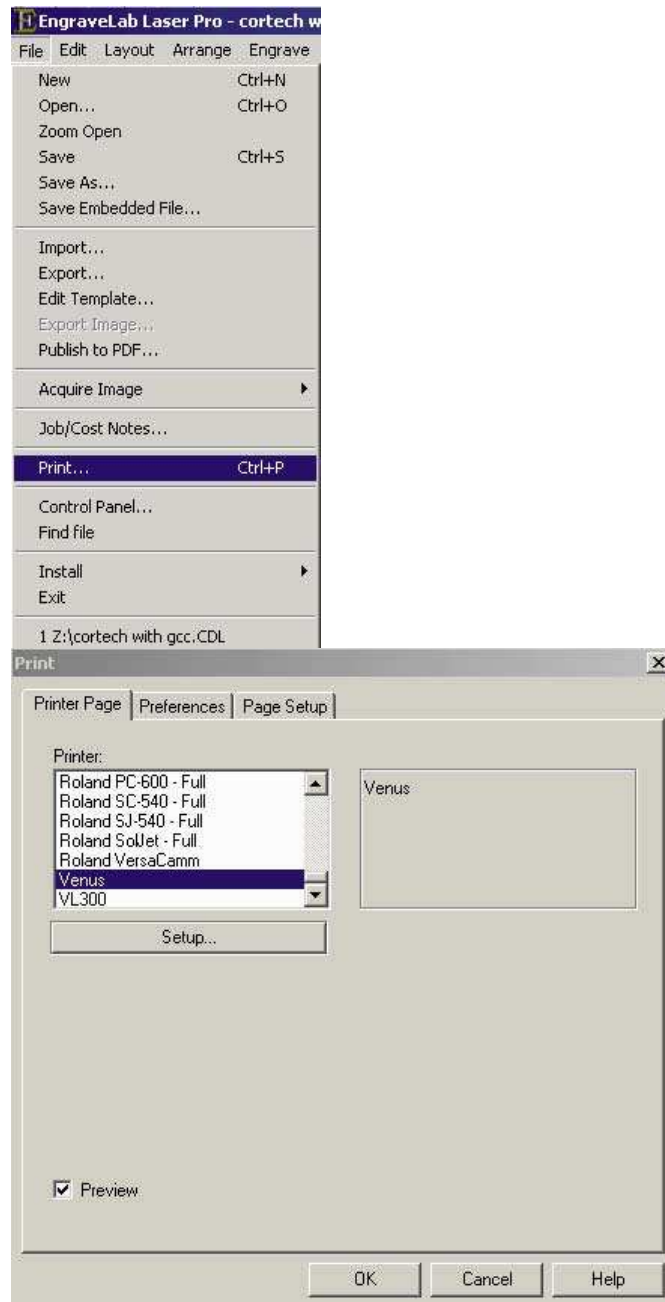 EngraveLab Laser Pro - cortech w
File Edit Layout Arrange Engrave
New Ctrl+N
Open... Ctrl+O
Zoom Open
Save Ctrl+S
Save As...
Save Embedded File...
Import...
Export...
Edit Template...
Export Image...
Publish to PDF...
Acquire Image
Job/Cost Notes...
Print... Ctrl+P
Control Panel...
Find file
Install
Exit
1 Z:\cortech with gcc.CDL
Print
Printer Page Preferences Page Setup
Printer:
Roland PC-600 - Full
Roland SC-540 - Full
Roland SJ-540 - Full
Roland SolJet - Full
Roland VersaCamm
Venus
VL300
Venus
Setup...
Preview
OK Cancel Help